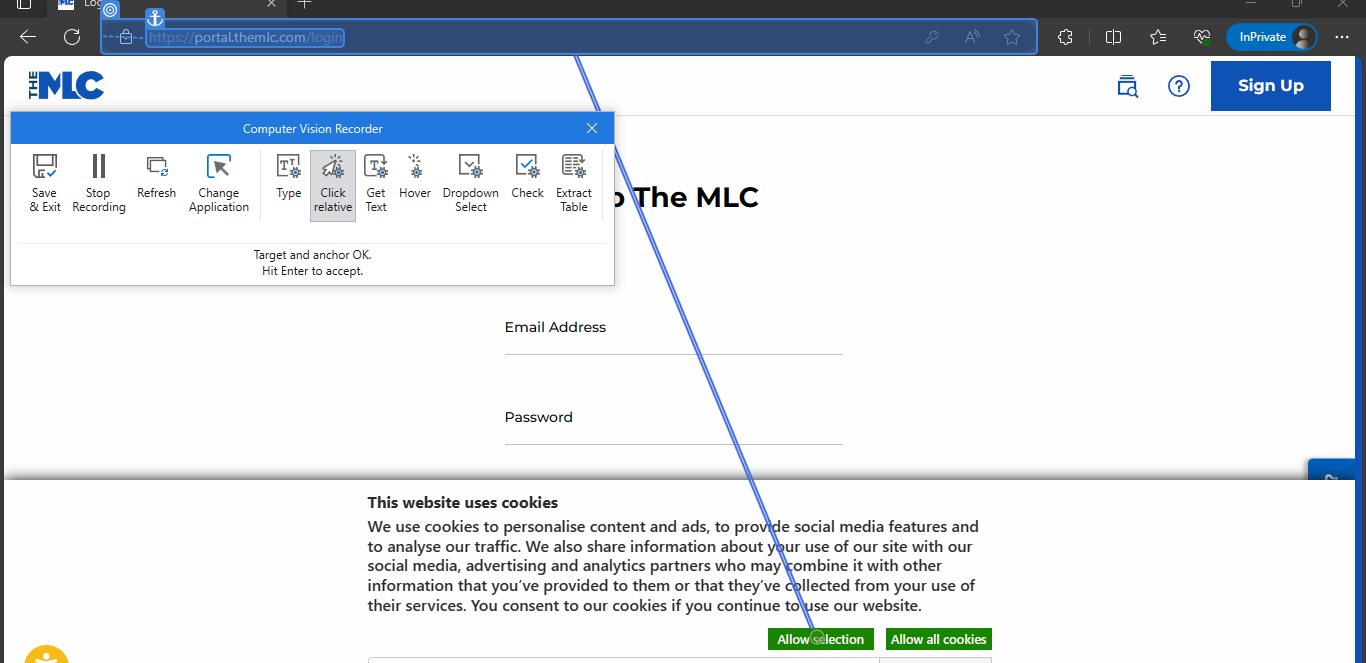 Log
https://portal.themlc.com/login
InPrivate
THE MLC
Sign Up
Computer Vision Recorder
Save & Exit
Stop Recording
Refresh
Change Application
Type
Click relative
Get Text
Hover
Dropdown Select
Check
Extract Table
Target and anchor OK.
Hit Enter to accept.
o The MLC
Email Address
Password
This website uses cookies
We use cookies to personalise content and ads, to provide social media features and
to analyse our traffic. We also share information about your use of our site with our
social media, advertising and analytics partners who may combine it with other
information that you've provided to them or that they've collected from your use of
their services. You consent to our cookies if you continue to use our website.
Allow selection
Allow all cookies